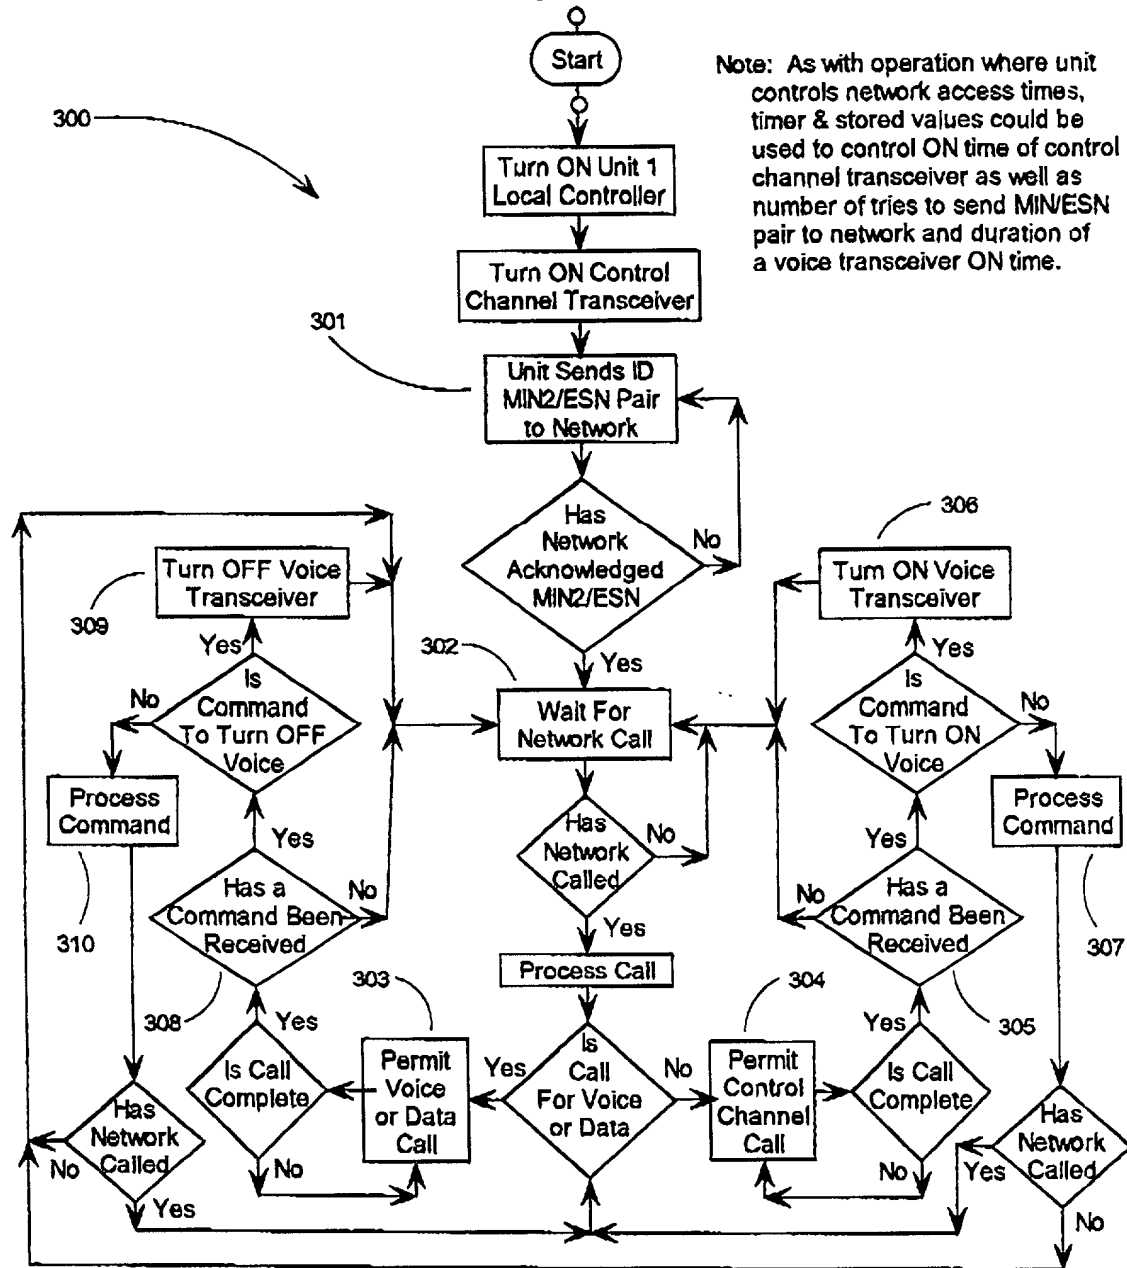 Start
Note: As with operation where unit
controls network access times,
timer & stored values could be
used to control ON time of control
channel transceiver as well as
number of tries to send MIN/ESN
pair to network and duration of
a voice transceiver ON time.
300
Turn ON Unit 1
Local Controller
Turn ON Control
Channel Transceiver
301
Unit Sends ID
MIN2/ESN Pair
to Network
Has
Network
Acknowledged
MIN2/ESN
No
Yes
306
Turn OFF Voice
Transceiver
309
Turn ON Voice
Transceiver
302
Wait For
Network Call
Yes
Is
Command
To Turn OFF
Voice
No
Yes
Is
Command
To Turn ON
Voice
No
Process
Command
310
Process
Command
307
Has
Network
Called
No
Yes
Yes
Has a
Command Been
Received
No
308
Yes
Has a
Command Been
Received
No
305
Process Call
303
304
Yes
Is Call
Complete
No
Permit
Voice
or Data
Call
Yes
Is
Call
For Voice
or Data
No
Permit
Control
Channel
Call
Yes
Is Call
Complete
No
Has
Network
Called
No
Yes
Has
Network
Called
Yes
No